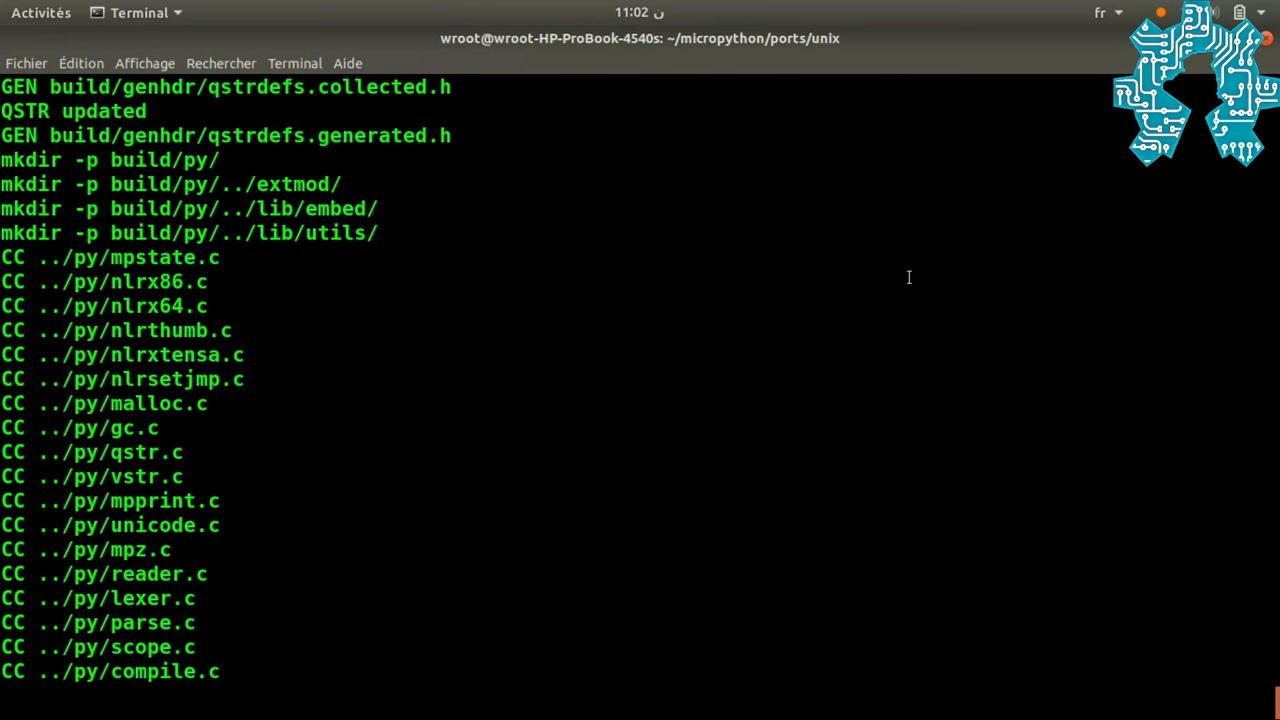 Activités Terminal 11:02 ن fr
wroot@wroot-HP-ProBook-4540s: ~/micropython/ports/unix
Fichier Édition Affichage Rechercher Terminal Aide
GEN build/genhdr/qstrdefs.collected.h
QSTR updated
GEN build/genhdr/qstrdefs.generated.h
mkdir -p build/py/
mkdir -p build/py/../extmod/
mkdir -p build/py/../lib/embed/
mkdir -p build/py/../lib/utils/
CC ../py/mpstate.c
CC ../py/nlrx86.c
CC ../py/nlrx64.c
CC ../py/nlrthumb.c
CC ../py/nlrxtensa.c
CC ../py/nlrsetjmp.c
CC ../py/malloc.c
CC ../py/gc.c
CC ../py/qstr.c
CC ../py/vstr.c
CC ../py/mpprint.c
CC ../py/unicode.c
CC ../py/mpz.c
CC ../py/reader.c
CC ../py/lexer.c
CC ../py/parse.c
CC ../py/scope.c
CC ../py/compile.c